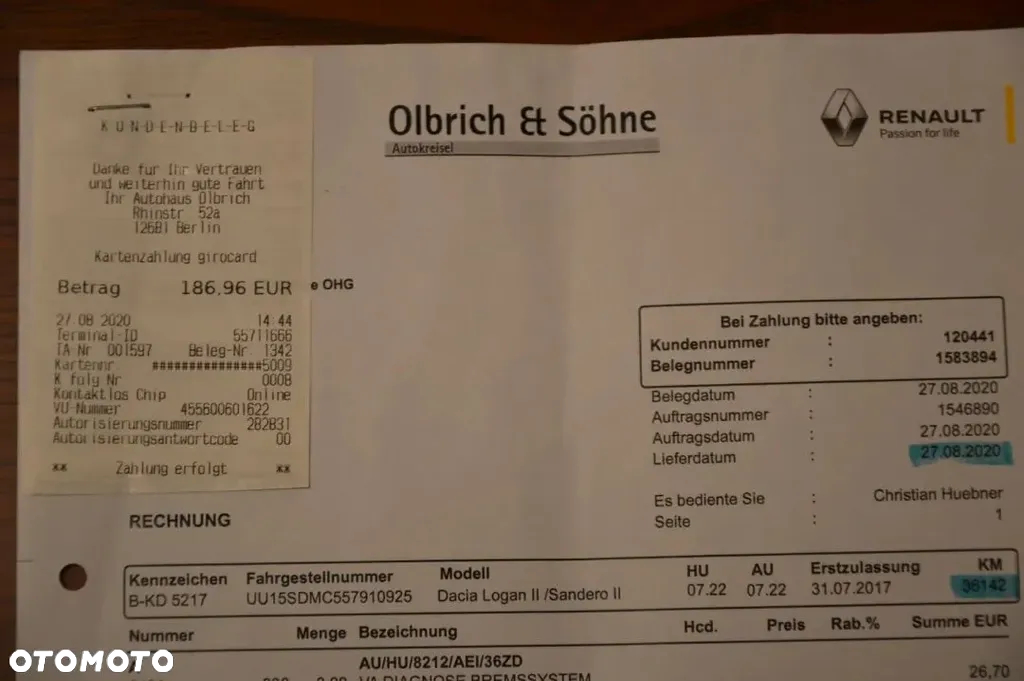 K-U-N-D-E-N-B-E-L-E-G
Danke für Ihr Vertrauen
und weiterhin gute Fahrt
Ihr Autohaus Olbrich
Rhinstr 52a
12681 Berlin
Kartenzahlung girocard
Betrag 186,96 EUR
27 08 2020 14 44
Terminal-ID 55711666
TA Nr 001597 Beleg-Nr 1342
Kartennr ###############5009
K folg Nr 0008
Kontaktlos Chip Online
VU-Nummer 455600601622
Autorisierungsnummer 282831
Autorisierungsantwortcode 00
** Zahlung erfolgt **
Olbrich & Söhne
Autokreisel
RENAULT
Passion for life
e OHG
Bei Zahlung bitte angeben:
Kundennummer : 120441
Belegnummer : 1583894
Belegdatum : 27.08.2020
Auftragsnummer : 1546890
Auftragsdatum : 27.08.2020
Lieferdatum : 27.08.2020
Es bediente Sie : Christian Huebner
Seite : 1
RECHNUNG
Kennzeichen Fahrgestellnummer Modell HU AU Erstzulassung KM
B-KD 5217 UU15SDMC557910925 Dacia Logan II /Sandero II 07.22 07.22 31.07.2017 36142
Nummer Menge Bezeichnung Hcd. Preis Rab.% Summe EUR
AU/HU/8212/AEI/36ZD
VA DIAGNOSE BREMSSYSTEM 26,70
OTOMOTO